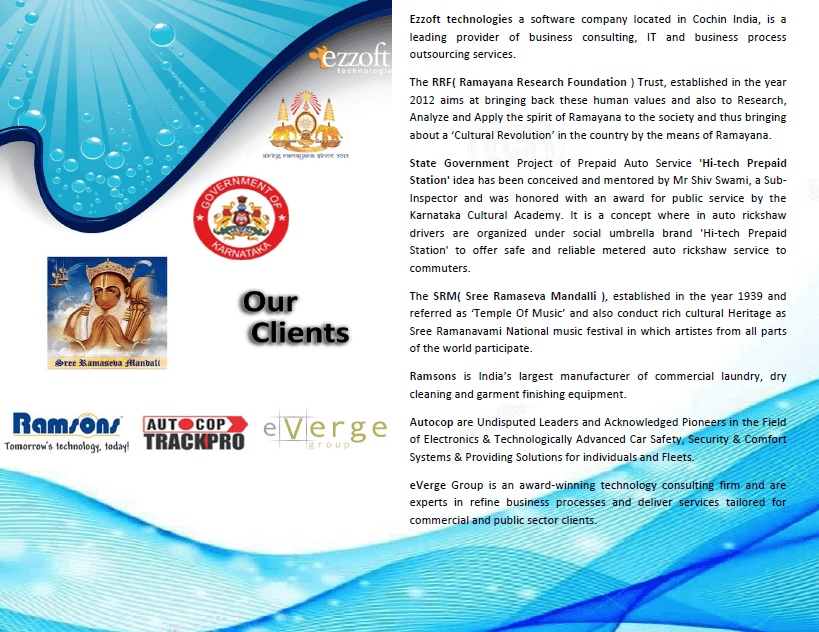 ezzoft
technologies
airing ramayana since 2013
GOVERNMENT OF
KARNATAKA
Sree Ramaseva Mandali
Our
Clients
Ramsons
Tomorrow's technology, today!
AUTOCOP
TRACKPRO
eVerge
group
Ezzoft technologies a software company located in Cochin India, is a
leading provider of business consulting, IT and business process
outsourcing services.
The RRF( Ramayana Research Foundation ) Trust, established in the year
2012 aims at bringing back these human values and also to Research,
Analyze and Apply the spirit of Ramayana to the society and thus bringing
about a ‘Cultural Revolution’ in the country by the means of Ramayana.
State Government Project of Prepaid Auto Service 'Hi-tech Prepaid
Station' idea has been conceived and mentored by Mr Shiv Swami, a Sub-
Inspector and was honored with an award for public service by the
Karnataka Cultural Academy. It is a concept where in auto rickshaw
drivers are organized under social umbrella brand 'Hi-tech Prepaid
Station' to offer safe and reliable metered auto rickshaw service to
commuters.
The SRM( Sree Ramaseva Mandalli ), established in the year 1939 and
referred as ‘Temple Of Music’ and also conduct rich cultural Heritage as
Sree Ramanavami National music festival in which artistes from all parts
of the world participate.
Ramsons is India’s largest manufacturer of commercial laundry, dry
cleaning and garment finishing equipment.
Autocop are Undisputed Leaders and Acknowledged Pioneers in the Field
of Electronics & Technologically Advanced Car Safety, Security & Comfort
Systems & Providing Solutions for individuals and Fleets.
eVerge Group is an award-winning technology consulting firm and are
experts in refine business processes and deliver services tailored for
commercial and public sector clients.